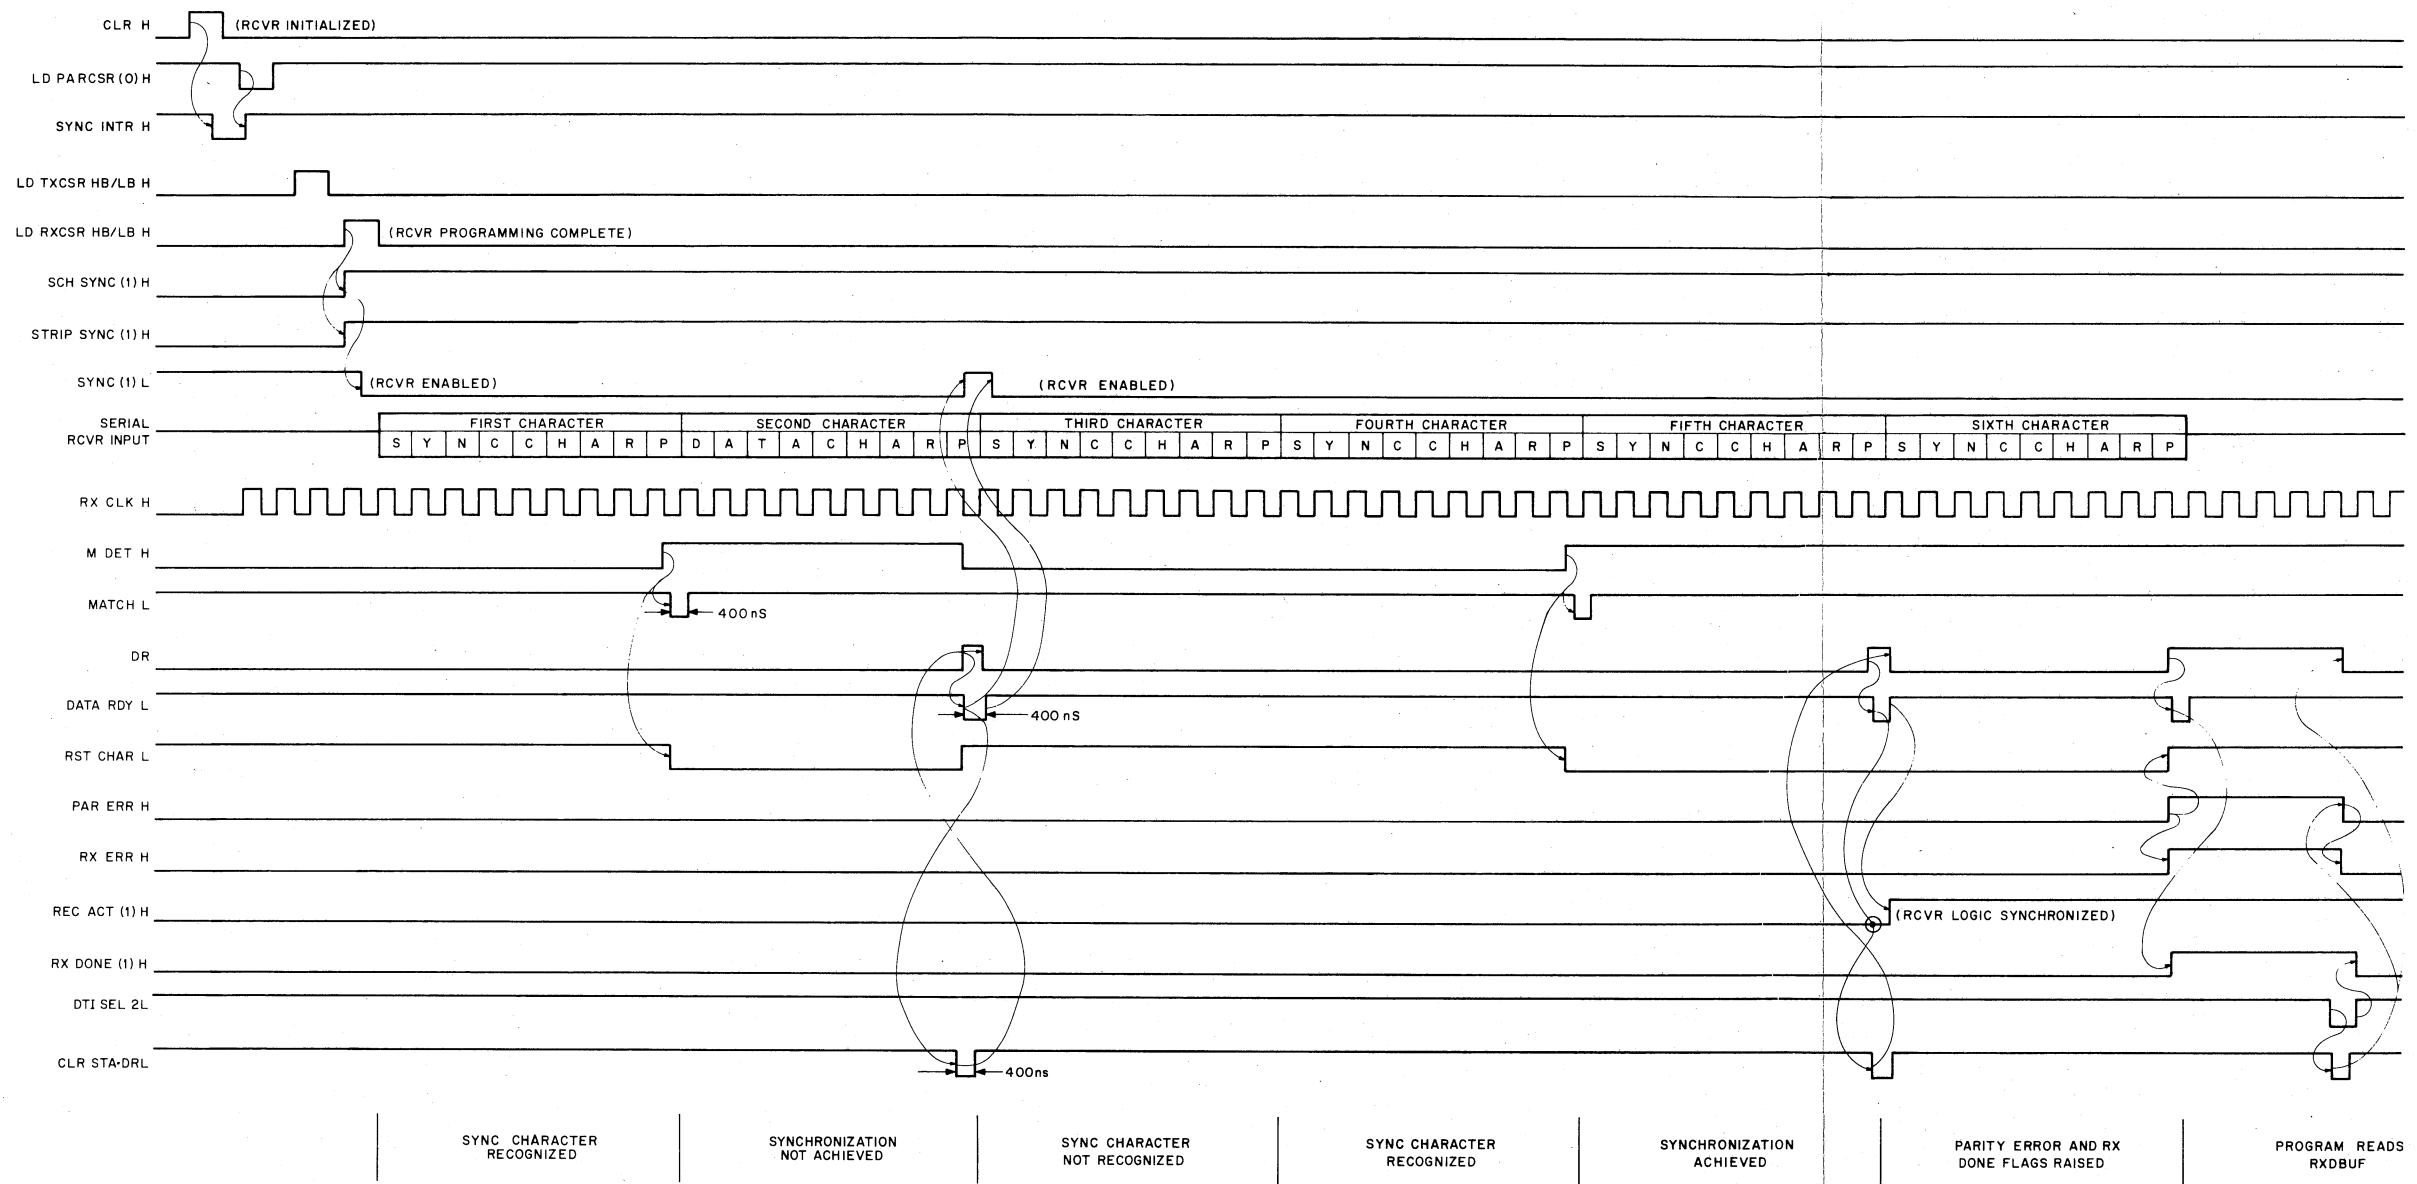 CLR H
(RCVR INITIALIZED)
LD PARCSR (0) H
SYNC INTR H
LD TXCSR HB/LB H
LD RXCSR HB/LB H
(RCVR PROGRAMMING COMPLETE)
SCH SYNC (1) H
STRIP SYNC (1) H
SYNC (1) L
(RCVR ENABLED)
(RCVR ENABLED)
SERIAL
RCVR INPUT
FIRST CHARACTER
SECOND CHARACTER
THIRD CHARACTER
FOURTH CHARACTER
FIFTH CHARACTER
SIXTH CHARACTER
S Y N C C H A R P D A T A C H A R P S Y N C C H A R P S Y N C C H A R P S Y N C C H A R P S Y N C C H A R P
RX CLK H
M DET H
MATCH L
400 nS
DR
DATA RDY L
400 nS
RST CHAR L
PAR ERR H
RX ERR H
REC ACT (1) H
(RCVR LOGIC SYNCHRONIZED)
RX DONE (1) H
DTI SEL 2L
CLR STA·DRL
400ns
SYNC CHARACTER
RECOGNIZED
SYNCHRONIZATION
NOT ACHIEVED
SYNC CHARACTER
NOT RECOGNIZED
SYNC CHARACTER
RECOGNIZED
SYNCHRONIZATION
ACHIEVED
PARITY ERROR AND RX
DONE FLAGS RAISED
PROGRAM READS
RXDBUF